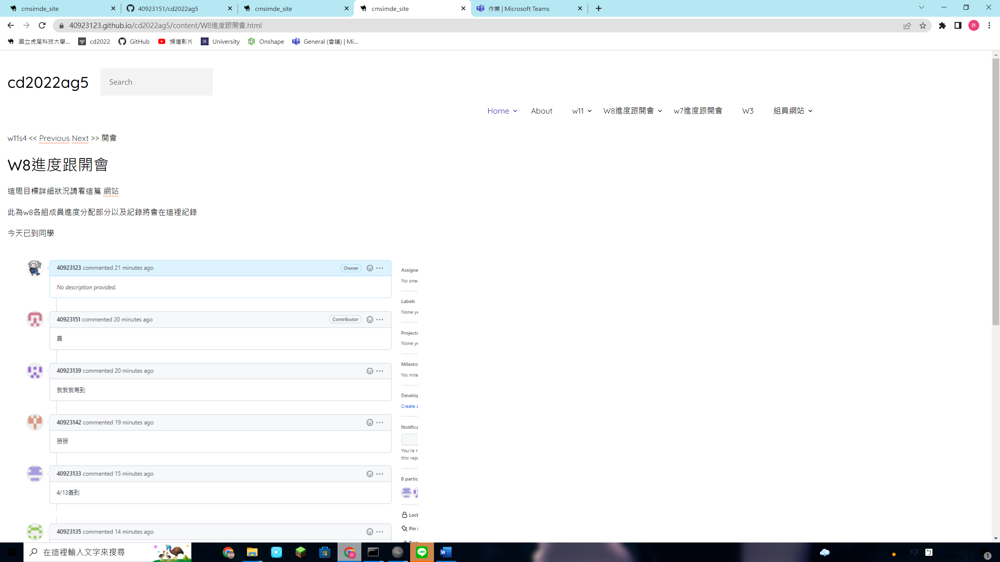 cmsimde_site
40923151/cd2022ag5
cmsimde_site
cmsimde_site
作業 | Microsoft Teams
40923123.github.io/cd2022ag5/content/W8進度跟開會.html
許
國立虎尾科技大學...
cd2022
GitHub
頻道影片
University
Onshape
General (會議) | Mi...
cd2022ag5
Search
Home
About
w11
W8進度跟開會
w7進度跟開會
W3
組員網站
w11s4 << Previous Next >> 開會
W8進度跟開會
這周目標詳細狀況請看這篇 網站
此為w8各組成員進度分配部分以及紀錄將會在這裡紀錄
今天已到同學
40923123 commented 21 minutes ago
Owner
No description provided.
40923151 commented 20 minutes ago
Contributor
簽
40923139 commented 20 minutes ago
我我我有到
40923142 commented 19 minutes ago
掰掰
40923133 commented 15 minutes ago
4/13簽到
40923135 commented 14 minutes ago
Assigne
No one-
Labels
None ye
Projects
None ye
Milesto
No mile
Develop
Create a
Notifica
You're r
this repo
8 partic
Lock
Pin i
在這裡輸入文字來搜尋
LINE
中
ㄅ
2022/6/19
1